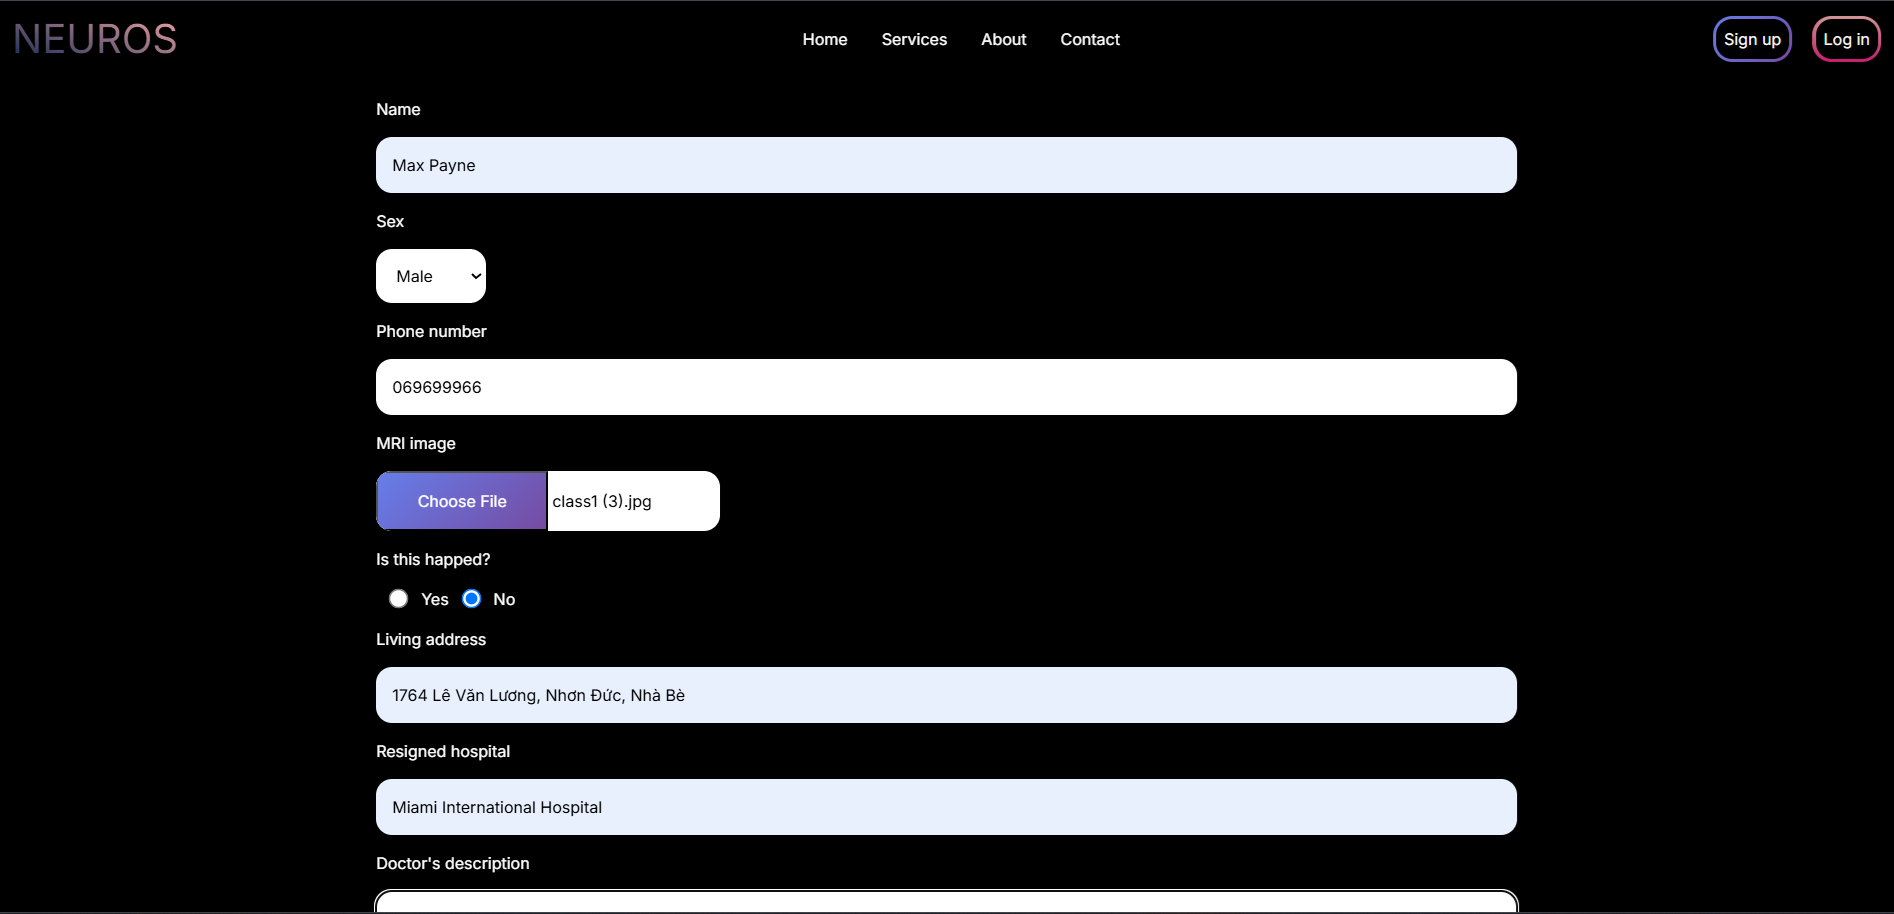 NEUROS
Home Services About Contact
Sign up Log in
Name
Max Payne
Sex
Male
Phone number
069699966
MRI image
Choose File class1 (3).jpg
Is this happed?
Yes No
Living address
1764 Lê Văn Lương, Nhơn Đức, Nhà Bè
Resigned hospital
Miami International Hospital
Doctor's description